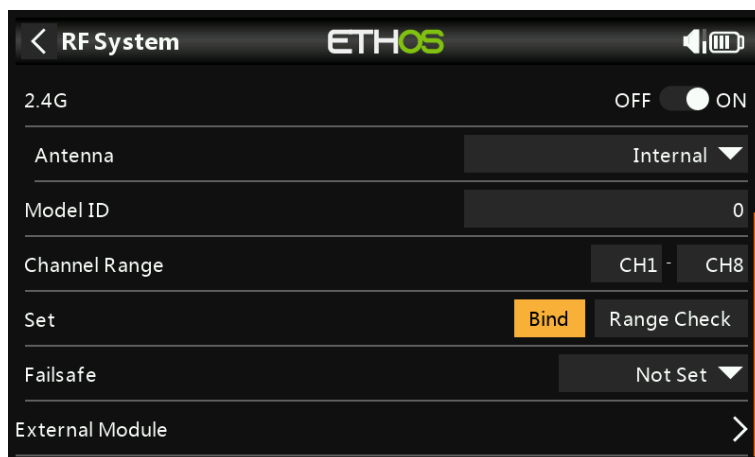 RF System ETHOS
2.4G OFF ON
Antenna Internal
Model ID 0
Channel Range CH1 - CH8
Set Bind Range Check
Failsafe Not Set
External Module